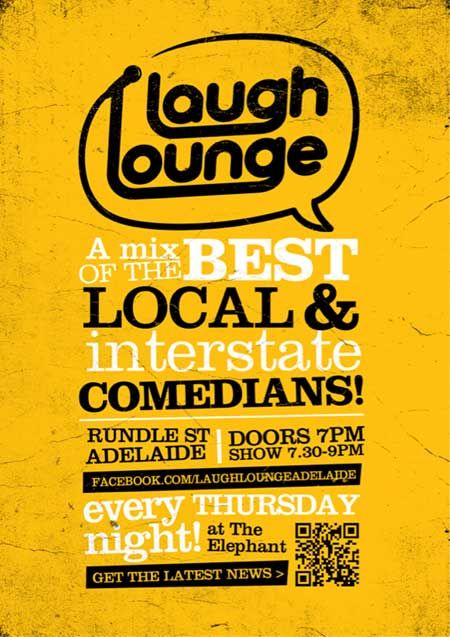 laugh
lounge
A mix
OF THE BEST
LOCAL &
interstate
COMEDIANS!
RUNDLE ST
ADELAIDE
DOORS 7PM
SHOW 7.30-9PM
FACEBOOK.COM/LAUGHLOUNGEADELAIDE
every THURSDAY
night! at The
Elephant
GET THE LATEST NEWS >